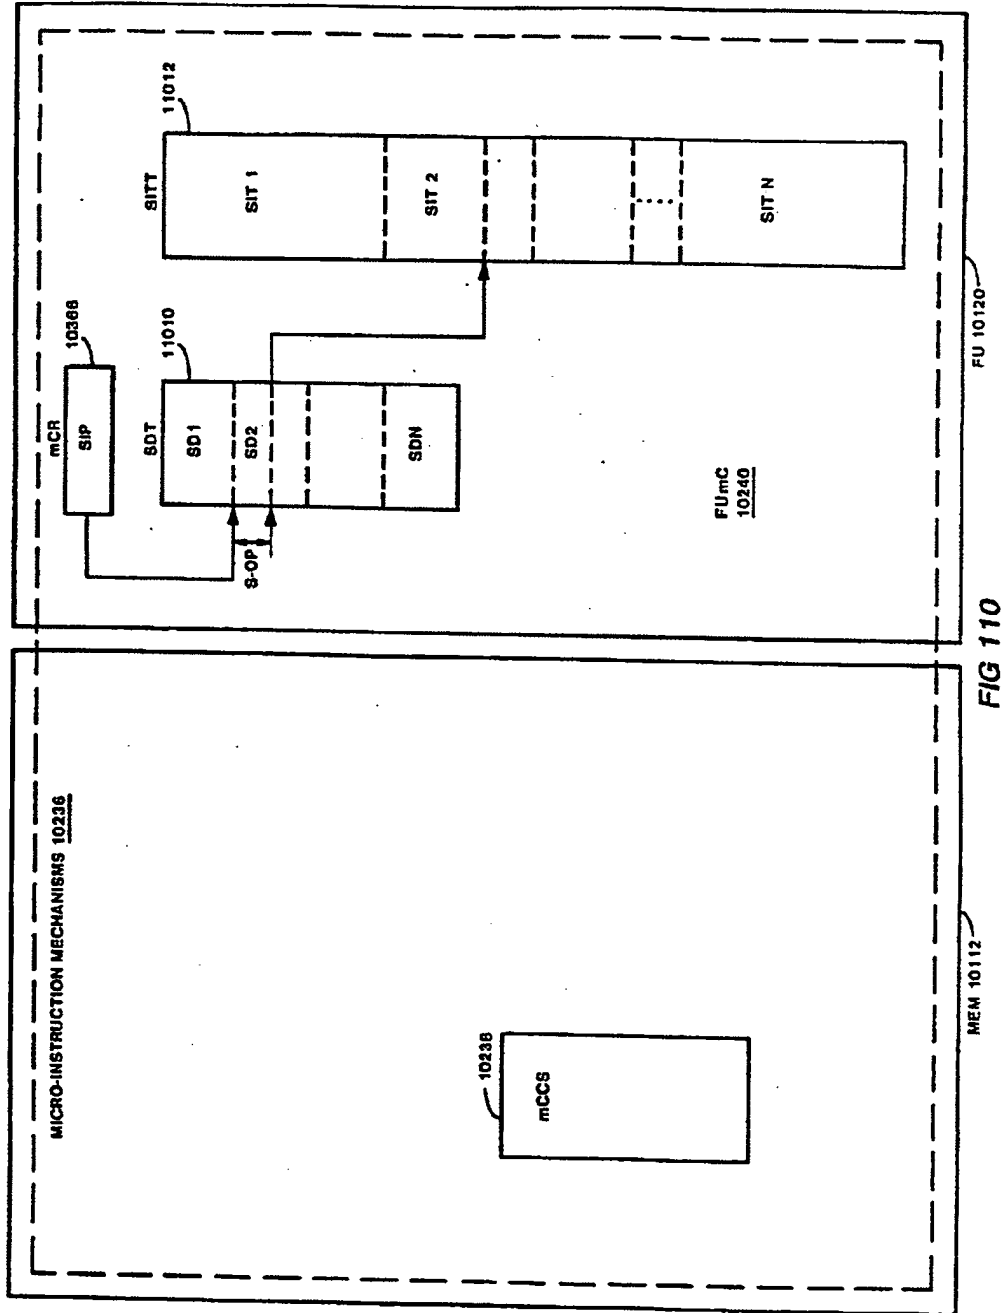 MICRO-INSTRUCTION MECHANISMS 10236
mCCS
10238
MEM 10112
mCR
SIP
10366
SDT
11010
SD1
SD2
SDN
S-OP
SITT
11012
SIT 1
SIT 2
SIT N
FUmC
10240
FU 10120
FIG 110